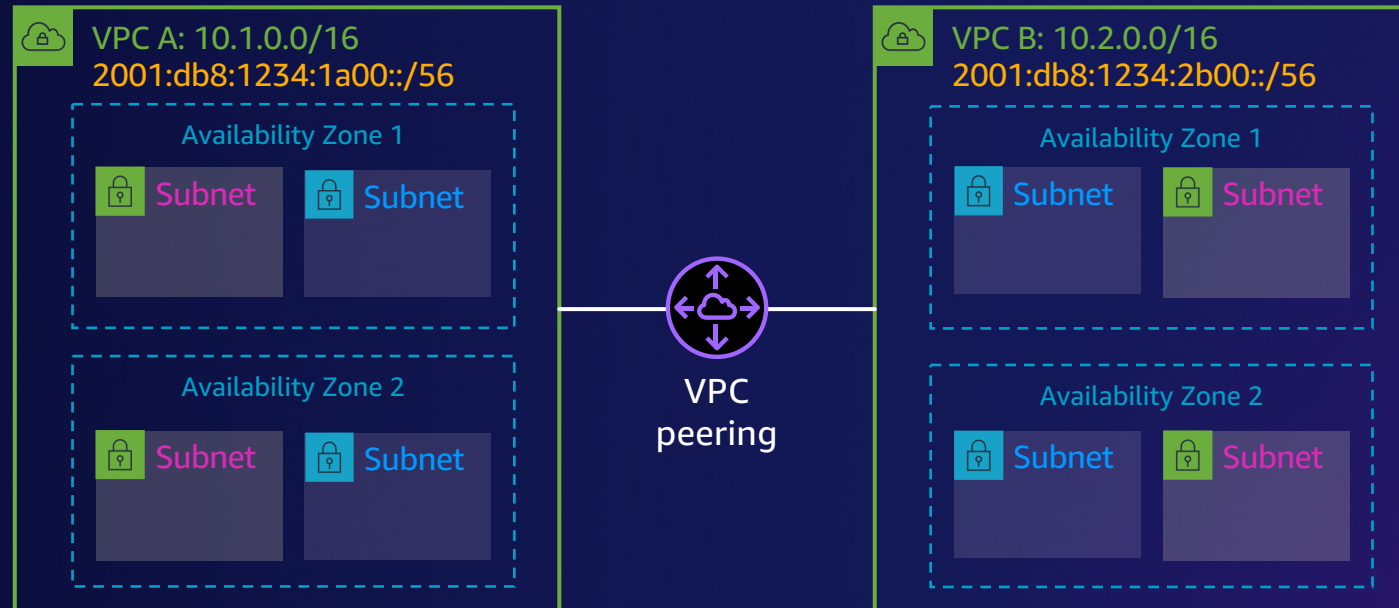 VPC A: 10.1.0.0/16
2001:db8:1234:1a00::/56
Availability Zone 1
Subnet
Subnet
Availability Zone 2
Subnet
Subnet
VPC
peering
VPC B: 10.2.0.0/16
2001:db8:1234:2b00::/56
Availability Zone 1
Subnet
Subnet
Availability Zone 2
Subnet
Subnet